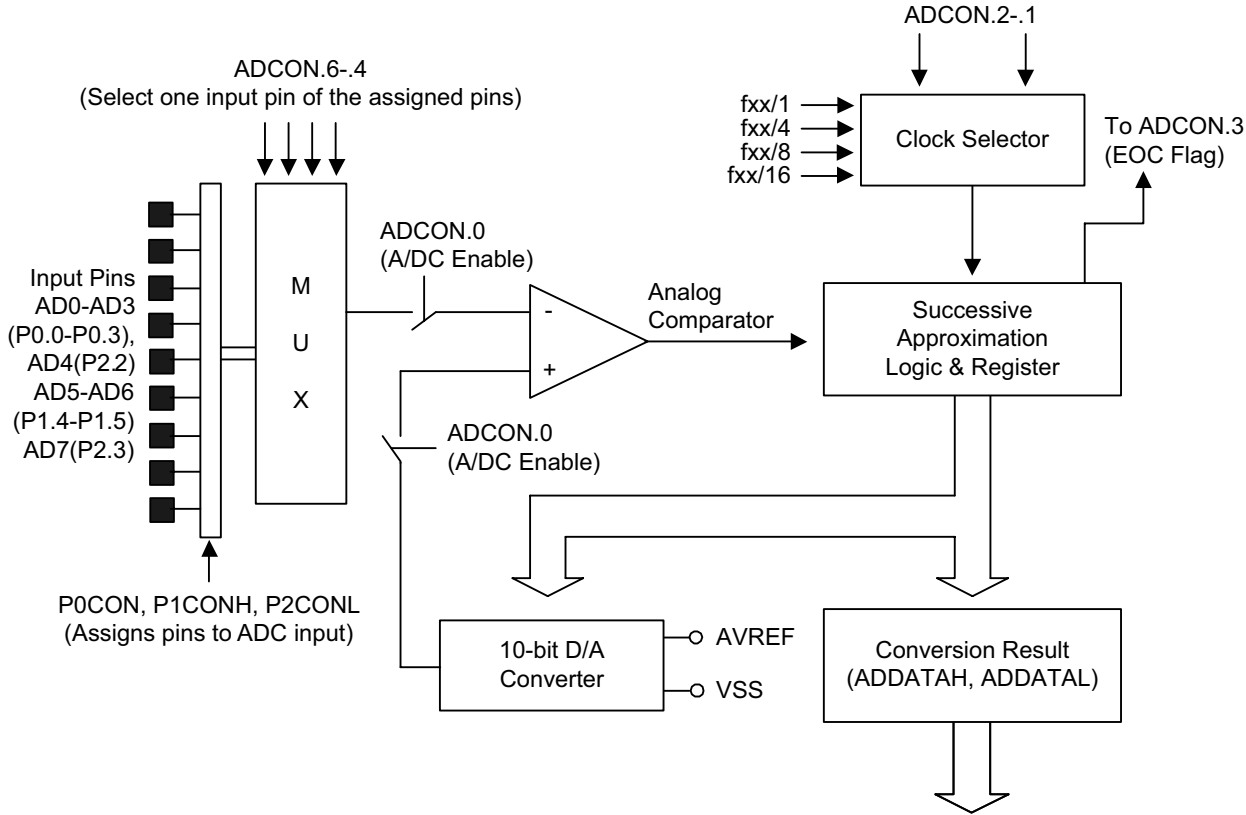 ADCON.2-.1
ADCON.6-.4
(Select one input pin of the assigned pins)
fxx/1
fxx/4
fxx/8
fxx/16
Clock Selector
To ADCON.3
(EOC Flag)
Input Pins
AD0-AD3
(P0.0-P0.3),
AD4(P2.2)
AD5-AD6
(P1.4-P1.5)
AD7(P2.3)
M
U
X
ADCON.0
(A/DC Enable)
-
+
Analog
Comparator
Successive
Approximation
Logic & Register
ADCON.0
(A/DC Enable)
P0CON, P1CONH, P2CONL
(Assigns pins to ADC input)
10-bit D/A
Converter
AVREF
VSS
Conversion Result
(ADDATAH, ADDATAL)